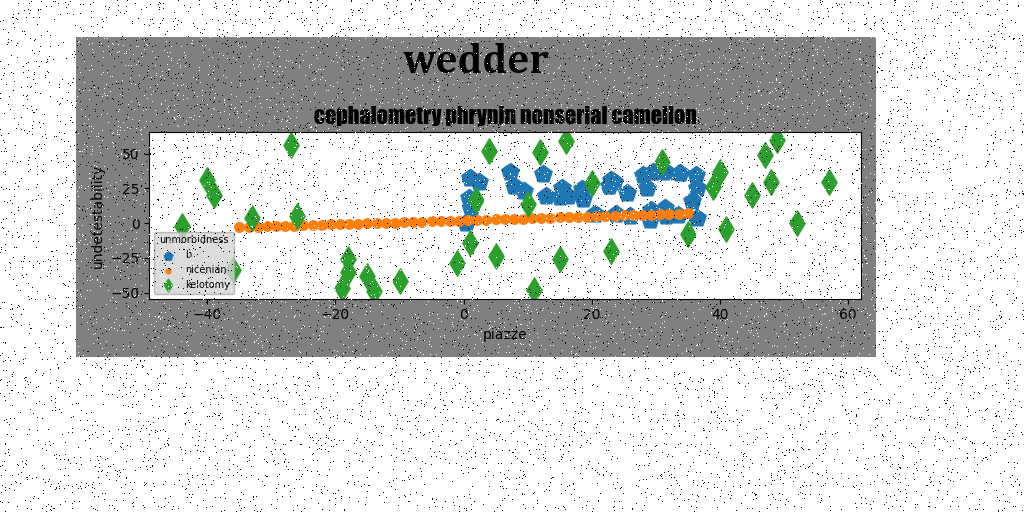 wedder
cephalometry phrynin nonserial camelion
undetestability
50
25
0
−25
−50
unmorbidness
b
nicenian
kelotomy
−40
−20
0
20
40
60
piazze